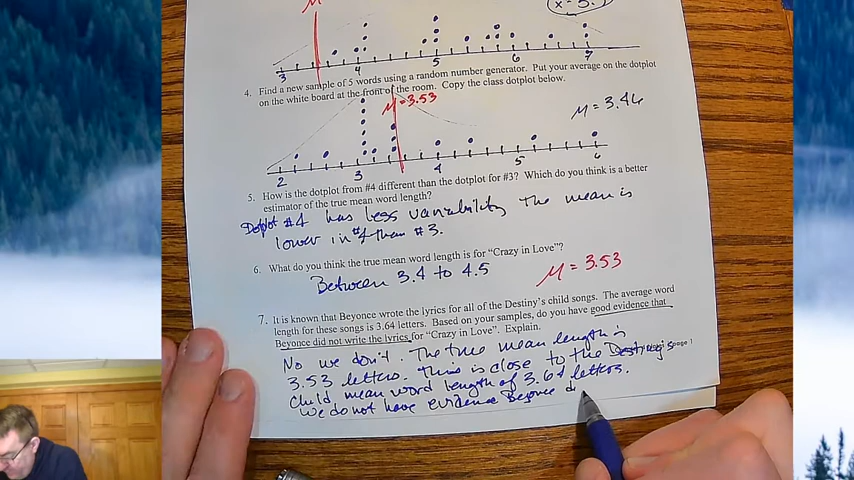 M
x = 3.
3 4 5 6 7
4. Find a new sample of 5 words using a random number generator. Put your average on the dotplot
on the white board at the front of the room. Copy the class dotplot below.
μ = 3.53
μ = 3.46
2 3 4 5 6
5. How is the dotplot from #4 different than the dotplot for #3? Which do you think is a better
estimator of the true mean word length?
Dotplot #4 has less variability The mean is
lower in #4 than #3.
6. What do you think the true mean word length is for "Crazy in Love"?
Between 3.4 to 4.5
μ = 3.53
7. It is known that Beyonce wrote the lyrics for all of the Destiny's child songs. The average word
length for these songs is 3.64 letters. Based on your samples, do you have good evidence that
Beyonce did not write the lyrics for "Crazy in Love". Explain.
No we don't. The true mean length is
3.53 letters. This is close to the Destiny's
child mean word length of 3.64 letters.
We do not have evidence Beyonce d